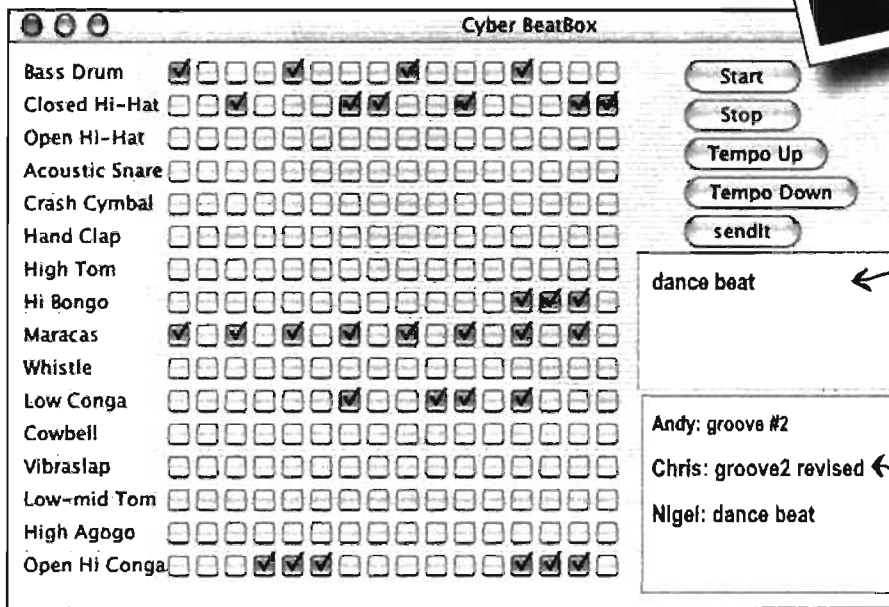 Cyber BeatBox
Bass Drum
Closed Hi-Hat
Open Hi-Hat
Acoustic Snare
Crash Cymbal
Hand Clap
High Tom
Hi Bongo
Maracas
Whistle
Low Conga
Cowbell
Vibraslap
Low-mid Tom
High Agogo
Open Hi Conga
Start
Stop
Tempo Up
Tempo Down
sendIt
dance beat
Andy: groove #2
Chris: groove2 revised
Nigel: dance beat